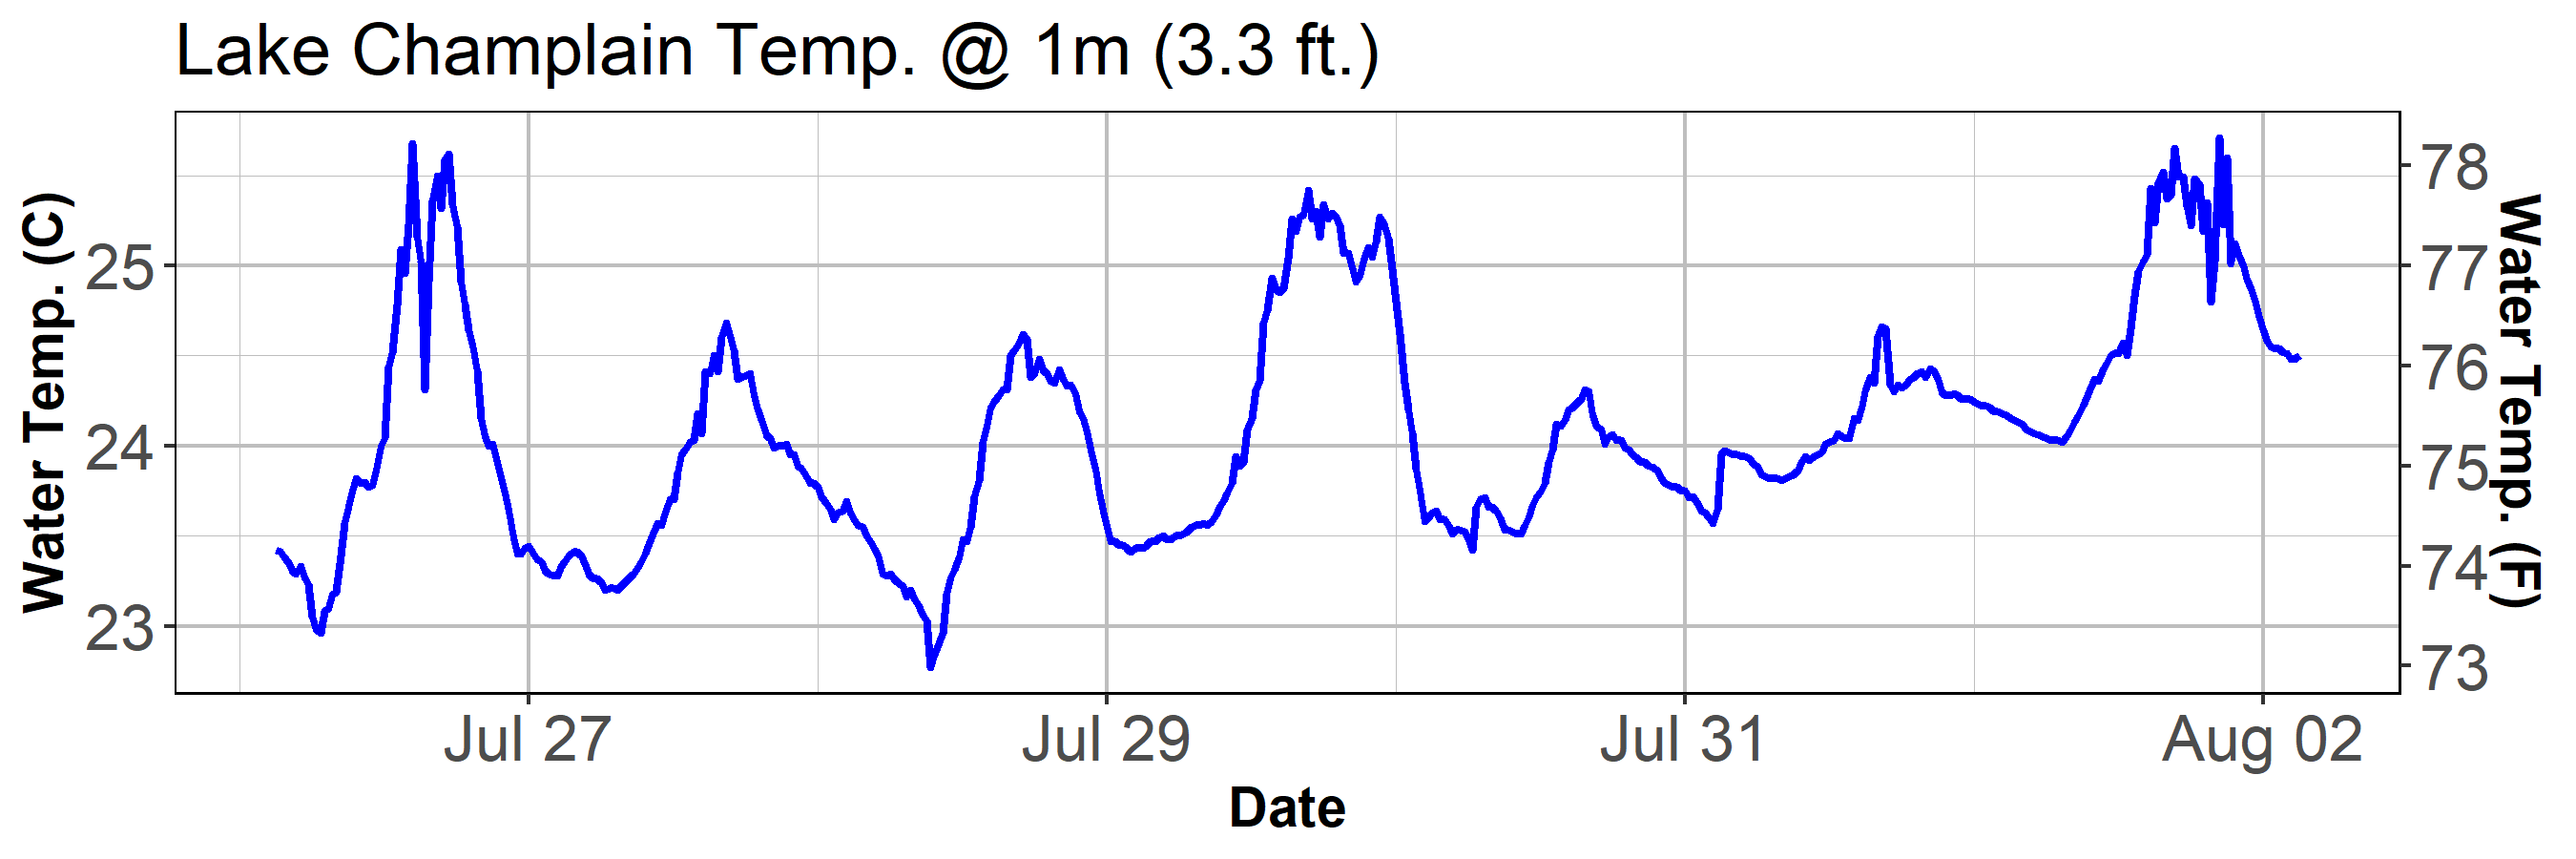 Lake Champlain Temp. @ 1m (3.3 ft.)
Water Temp. (C)
25
24
23
78
77
76
75
74
73
Water Temp. (F)
Jul 27 Jul 29 Jul 31 Aug 02
Date